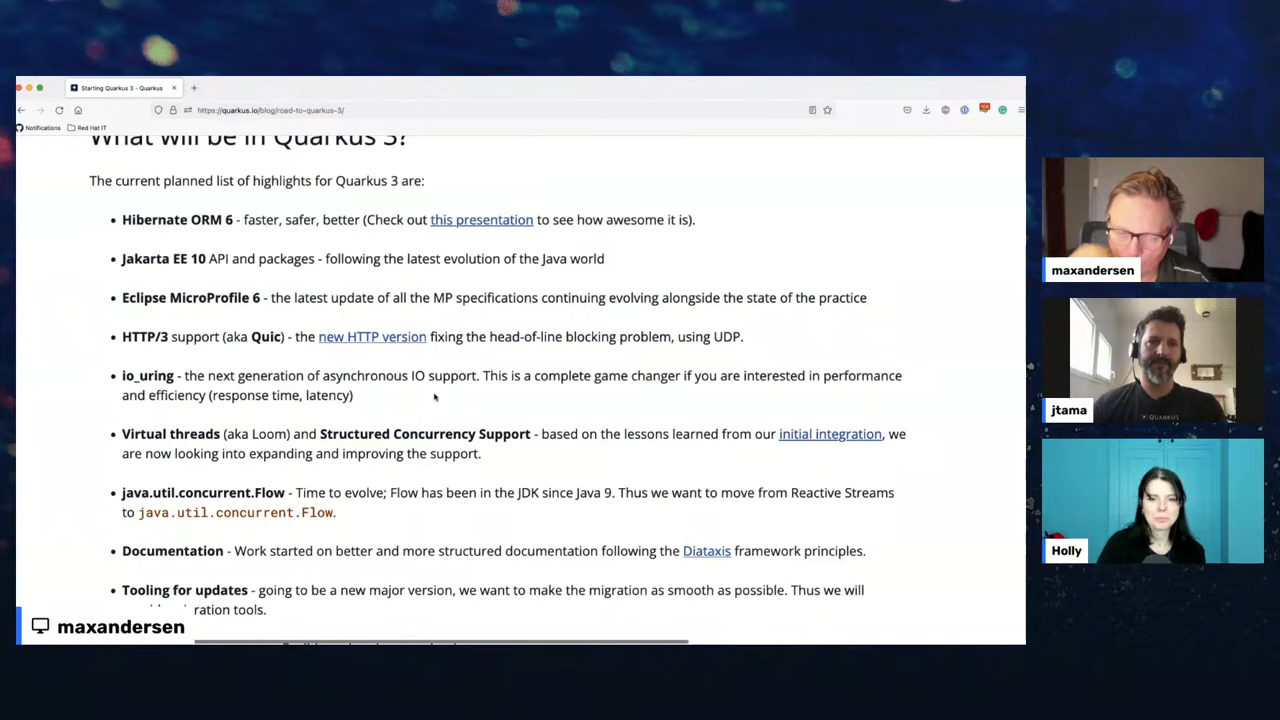 Starting Quarkus 3 - Quarkus
https://quarkus.io/blog/road-to-quarkus-3/
Notifications Red Hat IT
What will be in Quarkus 3?
The current planned list of highlights for Quarkus 3 are:
• Hibernate ORM 6 - faster, safer, better (Check out this presentation to see how awesome it is).
• Jakarta EE 10 API and packages - following the latest evolution of the Java world
• Eclipse MicroProfile 6 - the latest update of all the MP specifications continuing evolving alongside the state of the practice
• HTTP/3 support (aka Quic) - the new HTTP version fixing the head-of-line blocking problem, using UDP.
• io_uring - the next generation of asynchronous IO support. This is a complete game changer if you are interested in performance
and efficiency (response time, latency)
• Virtual threads (aka Loom) and Structured Concurrency Support - based on the lessons learned from our initial integration, we
are now looking into expanding and improving the support.
• java.util.concurrent.Flow - Time to evolve; Flow has been in the JDK since Java 9. Thus we want to move from Reactive Streams
to java.util.concurrent.Flow.
• Documentation - Work started on better and more structured documentation following the Diataxis framework principles.
• Tooling for updates - going to be a new major version, we want to make the migration as smooth as possible. Thus we will
ration tools.
maxandersen
maxandersen
jtama
QUARKUS
Holly